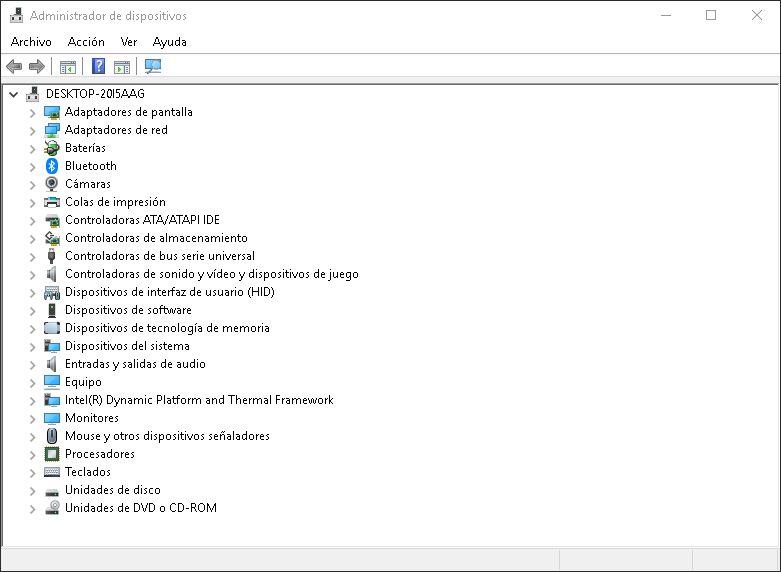 Administrador de dispositivos
Archivo Acción Ver Ayuda
DESKTOP-20I5AAG
Adaptadores de pantalla
Adaptadores de red
Baterías
Bluetooth
Cámaras
Colas de impresión
Controladoras ATA/ATAPI IDE
Controladoras de almacenamiento
Controladoras de bus serie universal
Controladoras de sonido y vídeo y dispositivos de juego
Dispositivos de interfaz de usuario (HID)
Dispositivos de software
Dispositivos de tecnología de memoria
Dispositivos del sistema
Entradas y salidas de audio
Equipo
Intel(R) Dynamic Platform and Thermal Framework
Monitores
Mouse y otros dispositivos señaladores
Procesadores
Teclados
Unidades de disco
Unidades de DVD o CD-ROM